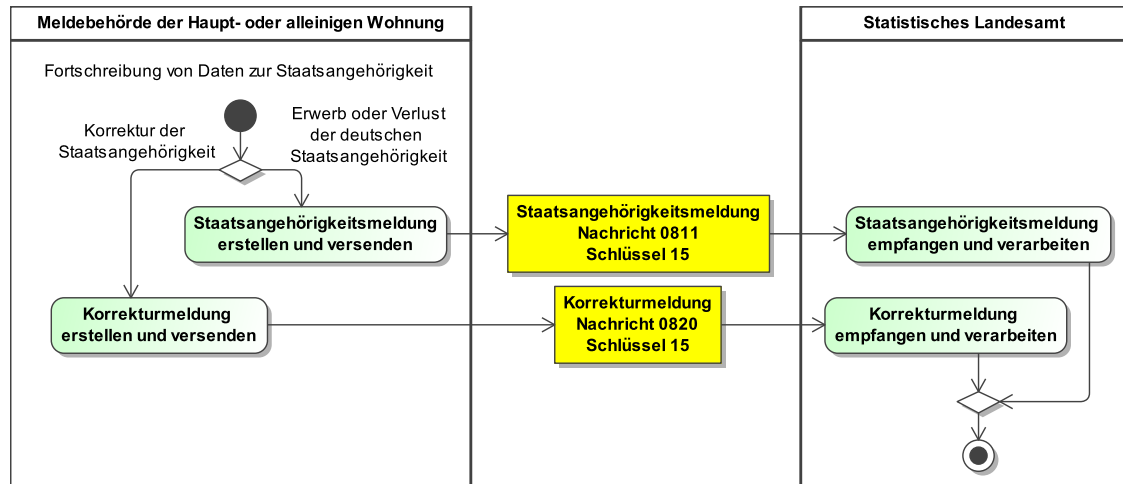 Meldebehörde der Haupt- oder alleinigen Wohnung
Statistisches Landesamt
Fortschreibung von Daten zur Staatsangehörigkeit
Korrektur der
Staatsangehörigkeit
Erwerb oder Verlust
der deutschen
Staatsangehörigkeit
Staatsangehörigkeitsmeldung
erstellen und versenden
Staatsangehörigkeitsmeldung
Nachricht 0811
Schlüssel 15
Staatsangehörigkeitsmeldung
empfangen und verarbeiten
Korrekturmeldung
erstellen und versenden
Korrekturmeldung
Nachricht 0820
Schlüssel 15
Korrekturmeldung
empfangen und verarbeiten